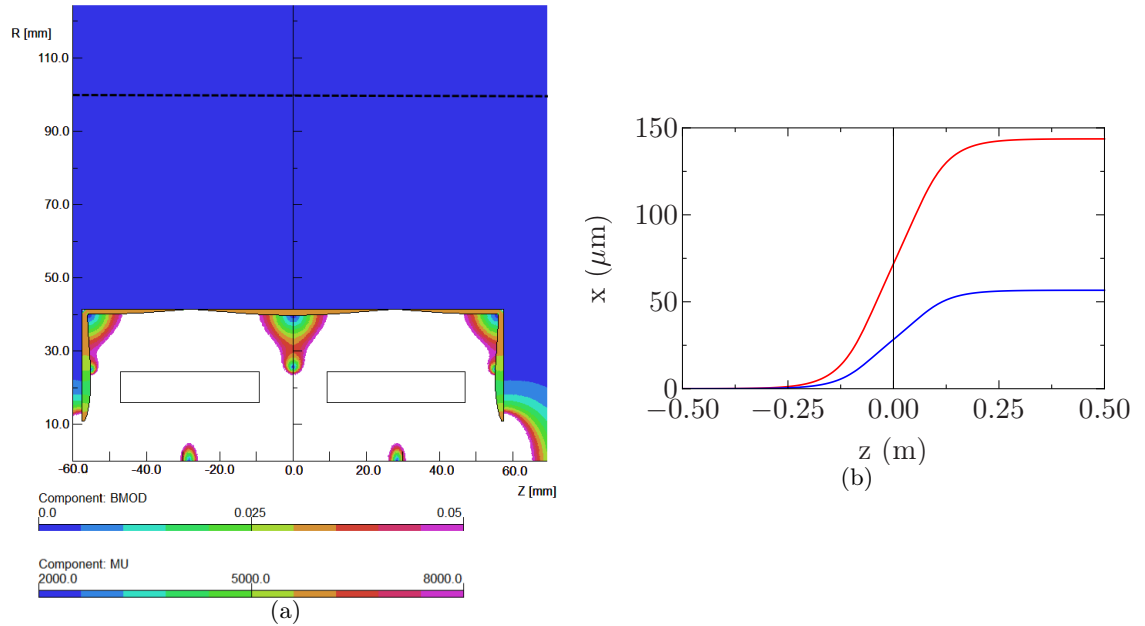 R [mm]
110.0
90.0
70.0
50.0
30.0
10.0
-60.0 -40.0 -20.0 0.0 20.0 40.0 60.0
Z [mm]
Component: BMOD
0.0 0.025 0.05
Component: MU
2000.0 5000.0 8000.0
(a)
150
100
50
0
x (μm)
−0.50 −0.25 0.00 0.25 0.50
z (m)
(b)